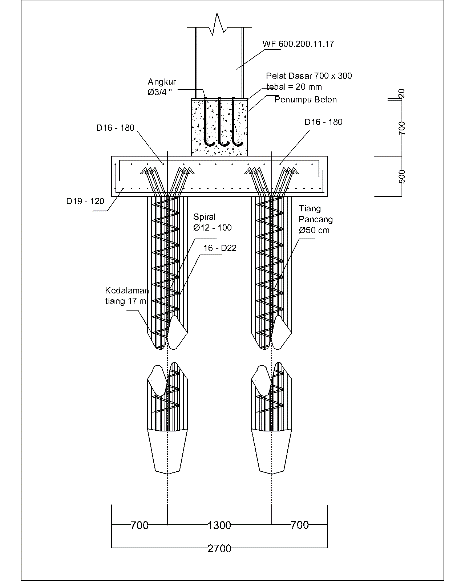 WF 600.200.11.17
Angkur
Ø3/4 "
Pelat Dasar 700 x 300
tebal = 20 mm
Penumpu Beton
20
D16 - 180
D16 - 180
700
500
D19 - 120
Spiral
Ø12 - 100
Tiang
Pancang
Ø50 cm
16 - D22
Kedalaman
tiang 17 m
700
1300
700
2700